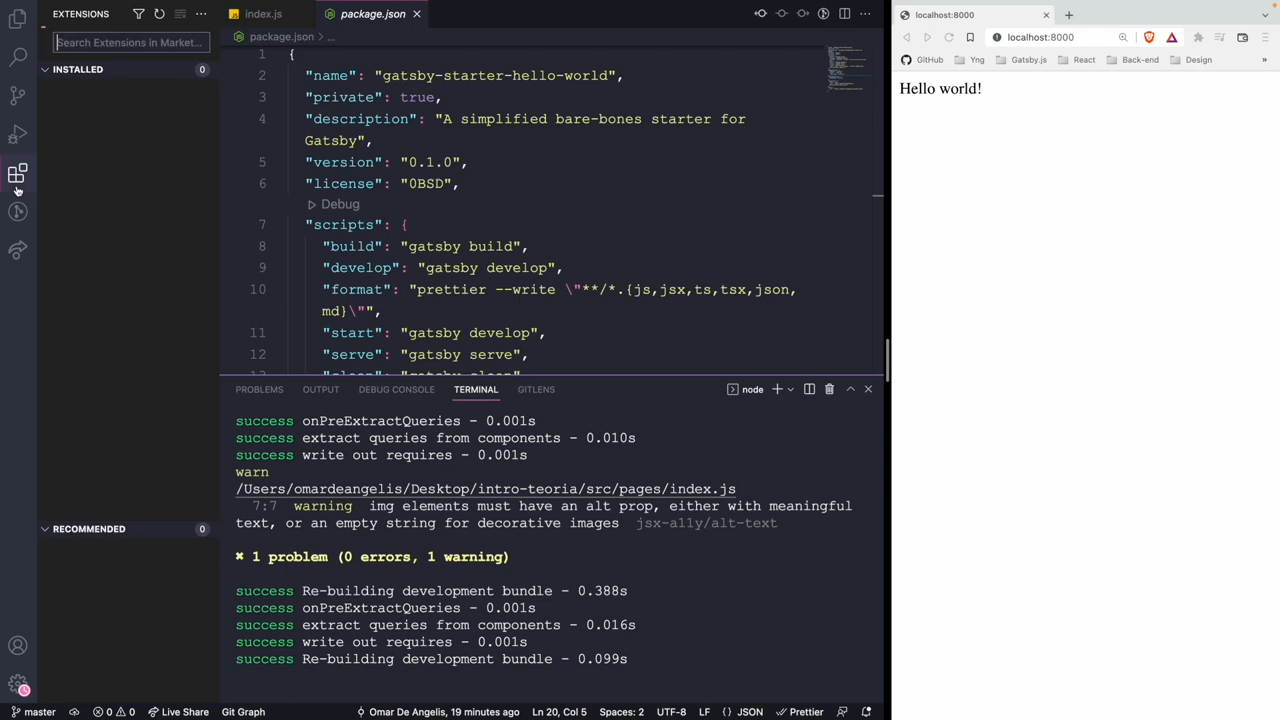 EXTENSIONS
Search Extensions in Market...
INSTALLED
0
RECOMMENDED
0
index.js
package.json
package.json > ...
1 {
2 "name": "gatsby-starter-hello-world",
3 "private": true,
4 "description": "A simplified bare-bones starter for
Gatsby",
5 "version": "0.1.0",
6 "license": "0BSD",
Debug
7 "scripts": {
8 "build": "gatsby build",
9 "develop": "gatsby develop",
10 "format": "prettier --write \"**/*.{js,jsx,ts,tsx,json,
md}\"",
11 "start": "gatsby develop",
12 "serve": "gatsby serve",
PROBLEMS OUTPUT DEBUG CONSOLE TERMINAL GITLENS
node
success onPreExtractQueries - 0.001s
success extract queries from components - 0.010s
success write out requires - 0.001s
warn
/Users/omardeangelis/Desktop/intro-teoria/src/pages/index.js
7:7 warning img elements must have an alt prop, either with meaningful
text, or an empty string for decorative images jsx-a11y/alt-text
✖ 1 problem (0 errors, 1 warning)
success Re-building development bundle - 0.388s
success onPreExtractQueries - 0.001s
success extract queries from components - 0.016s
success write out requires - 0.001s
success Re-building development bundle - 0.099s
master 0 0 Live Share Git Graph Omar De Angelis, 19 minutes ago Ln 20, Col 5 Spaces: 2 UTF-8 LF {} JSON Prettier
localhost:8000
localhost:8000
GitHub Yng Gatsby.js React Back-end Design »
Hello world!